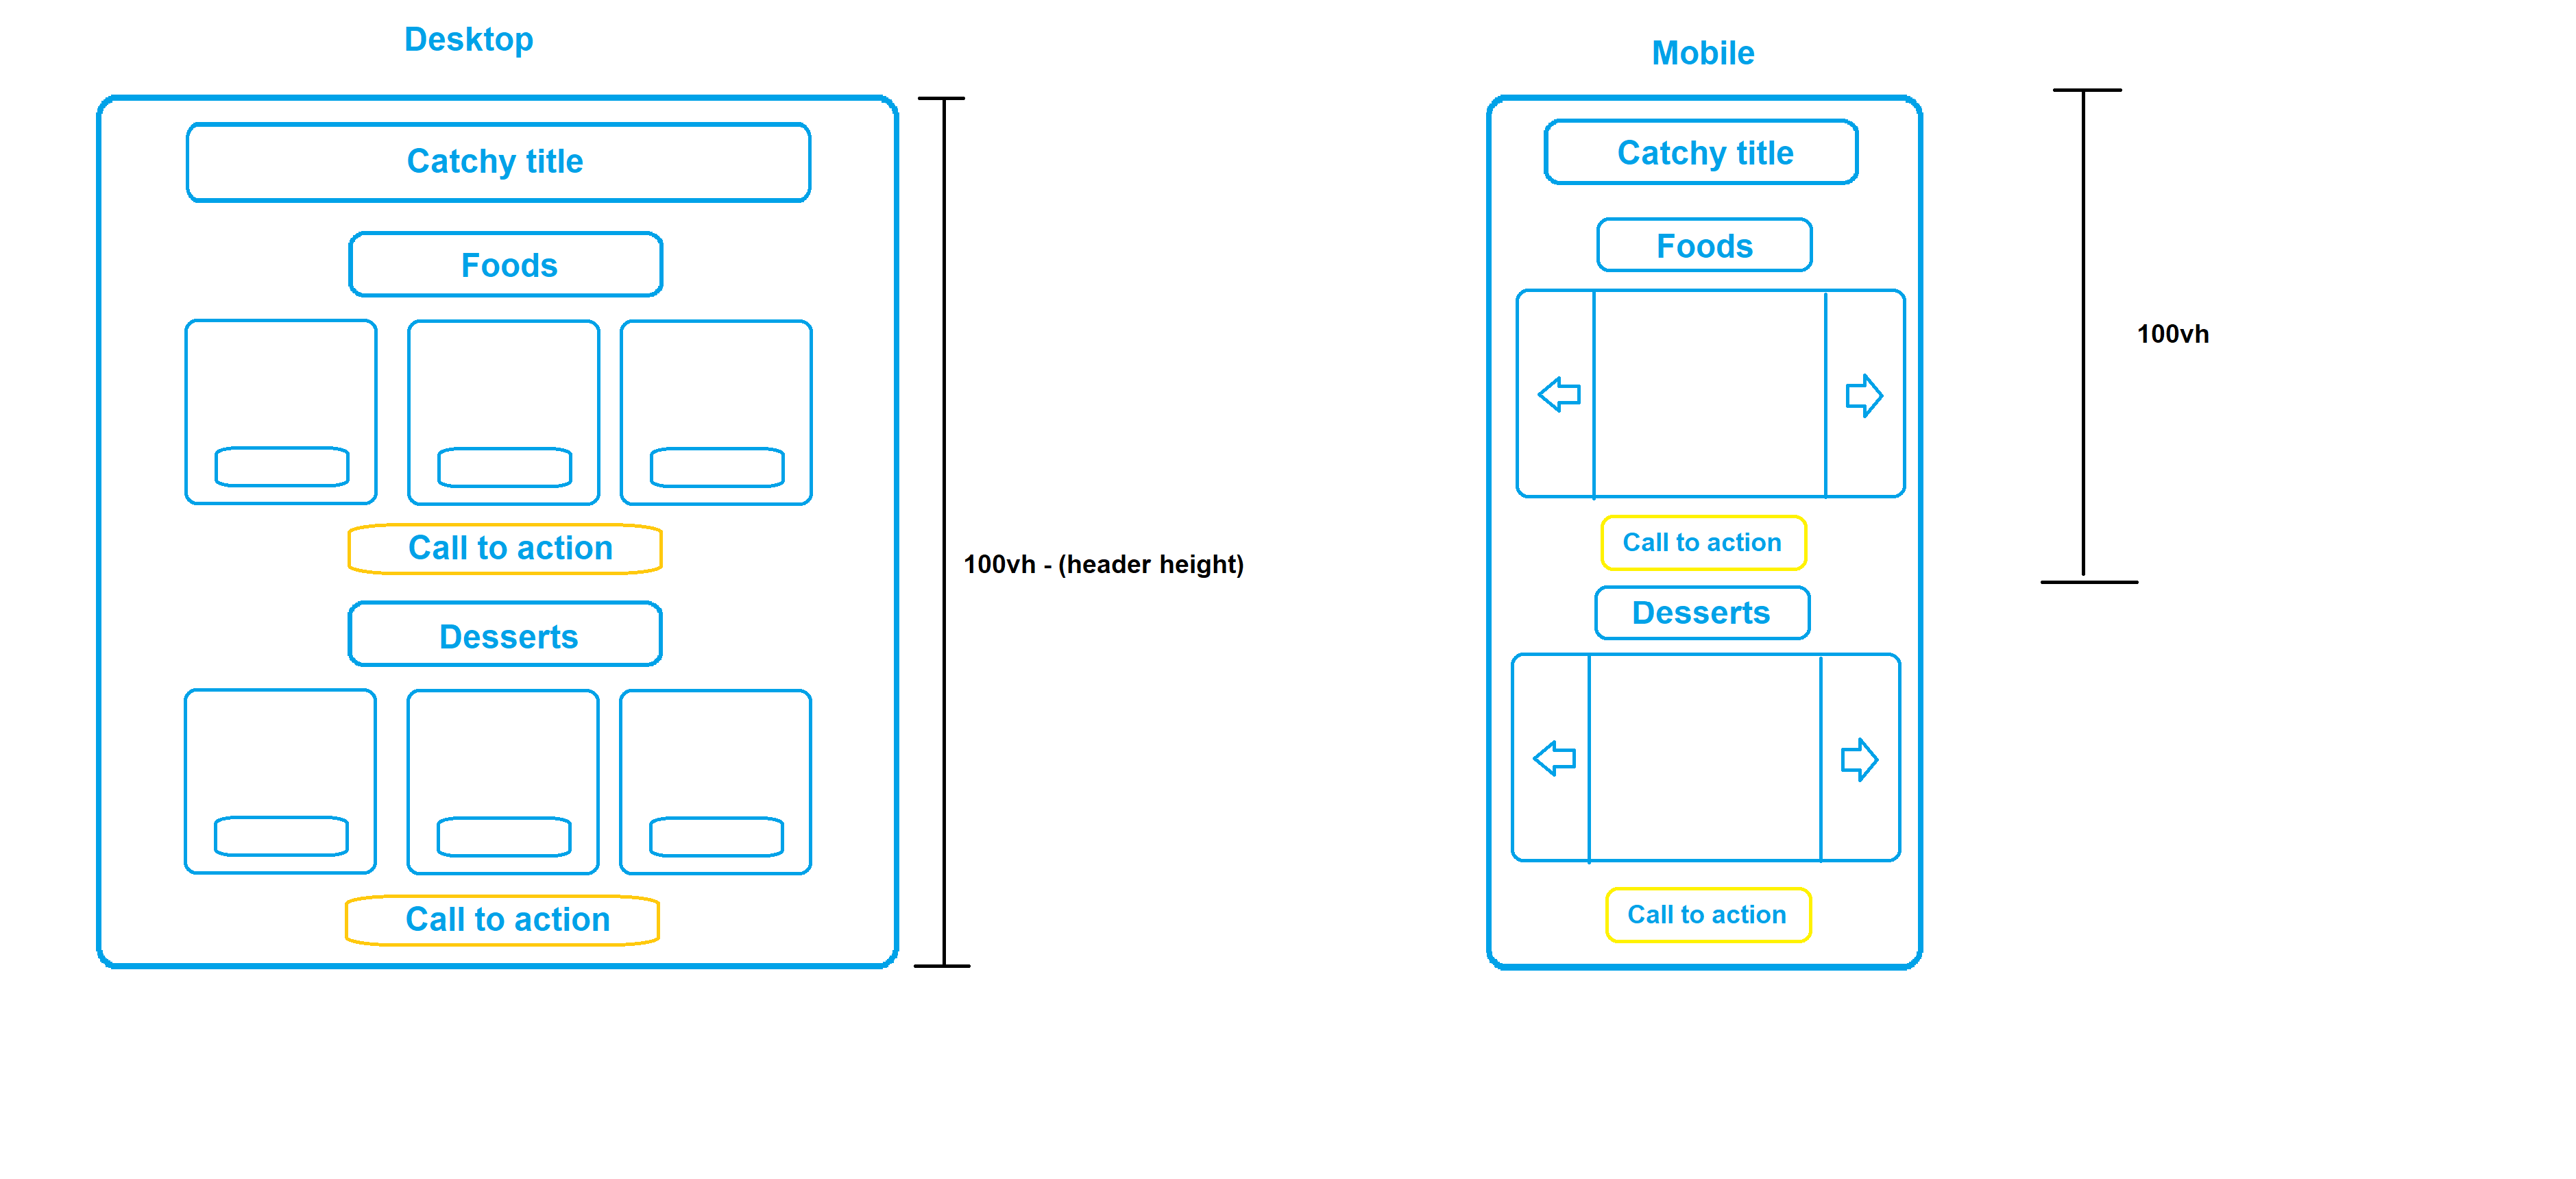 Desktop
Catchy title
Foods
Call to action
Desserts
Call to action
100vh - (header height)
Mobile
Catchy title
Foods
Call to action
Desserts
Call to action
100vh